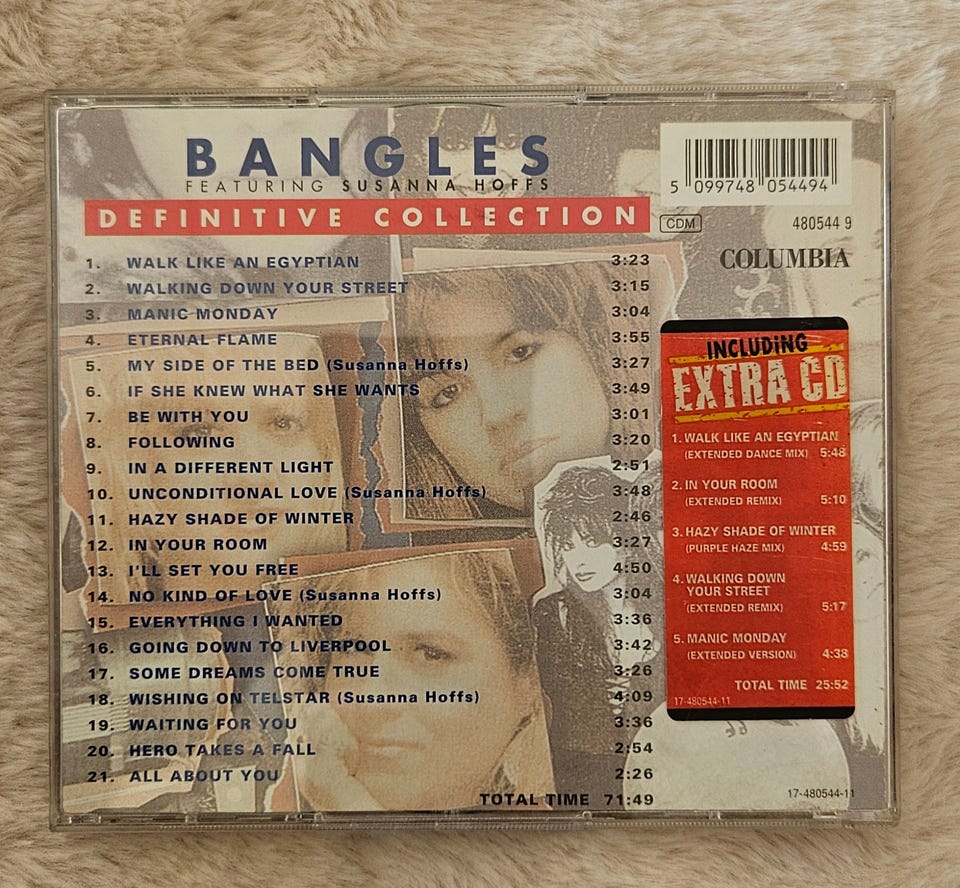 BANGLES
FEATURING SUSANNA HOFFS
DEFINITIVE COLLECTION
1. WALK LIKE AN EGYPTIAN 3:23
2. WALKING DOWN YOUR STREET 3:15
3. MANIC MONDAY 3:04
4. ETERNAL FLAME 3:55
5. MY SIDE OF THE BED (Susanna Hoffs) 3:27
6. IF SHE KNEW WHAT SHE WANTS 3:49
7. BE WITH YOU 3:01
8. FOLLOWING 3:20
9. IN A DIFFERENT LIGHT 2:51
10. UNCONDITIONAL LOVE (Susanna Hoffs) 3:48
11. HAZY SHADE OF WINTER 2:46
12. IN YOUR ROOM 3:27
13. I'LL SET YOU FREE 4:50
14. NO KIND OF LOVE (Susanna Hoffs) 3:04
15. EVERYTHING I WANTED 3:36
16. GOING DOWN TO LIVERPOOL 3:42
17. SOME DREAMS COME TRUE 3:26
18. WISHING ON TELSTAR (Susanna Hoffs) 4:09
19. WAITING FOR YOU 3:36
20. HERO TAKES A FALL 2:54
21. ALL ABOUT YOU 2:26
TOTAL TIME 71:49
5 099748 054494
CDM 480544 9
COLUMBIA
INCLUDING
EXTRA CD
1. WALK LIKE AN EGYPTIAN
(EXTENDED DANCE MIX) 5:48
2. IN YOUR ROOM
(EXTENDED REMIX) 5:10
3. HAZY SHADE OF WINTER
(PURPLE HAZE MIX) 4:59
4. WALKING DOWN
YOUR STREET
(EXTENDED REMIX) 5:17
5. MANIC MONDAY
(EXTENDED VERSION) 4:38
TOTAL TIME 25:52
17-480544-11
17-480544-11